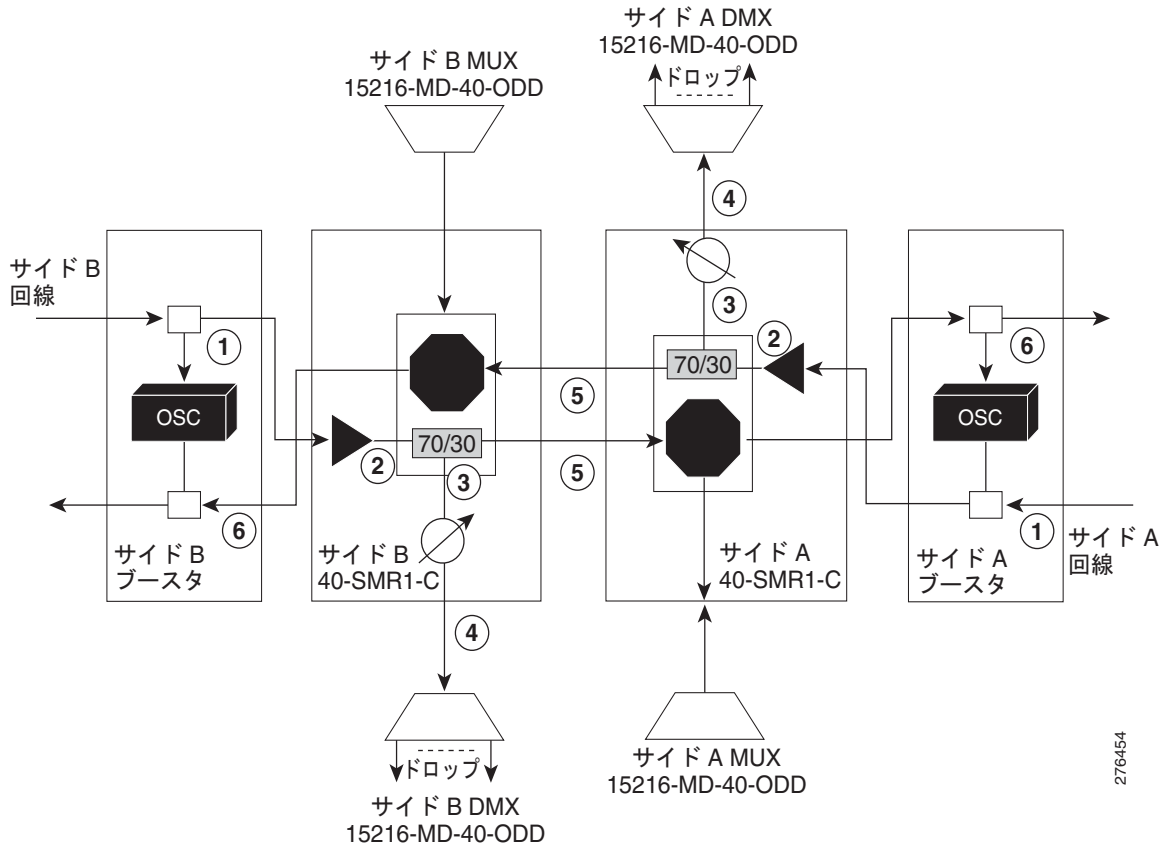 サイド A DMX
15216-MD-40-ODD
ドロップ
サイド B MUX
15216-MD-40-ODD
4
サイド B
回線
1
OSC
6
サイド B
ブースタ
3
2
70/30
5
70/30
2
3
5
サイド B
40-SMR1-C
サイド A
40-SMR1-C
6
OSC
1
サイド A
ブースタ
サイド A
回線
4
ドロップ
サイド B DMX
15216-MD-40-ODD
サイド A MUX
15216-MD-40-ODD
276454